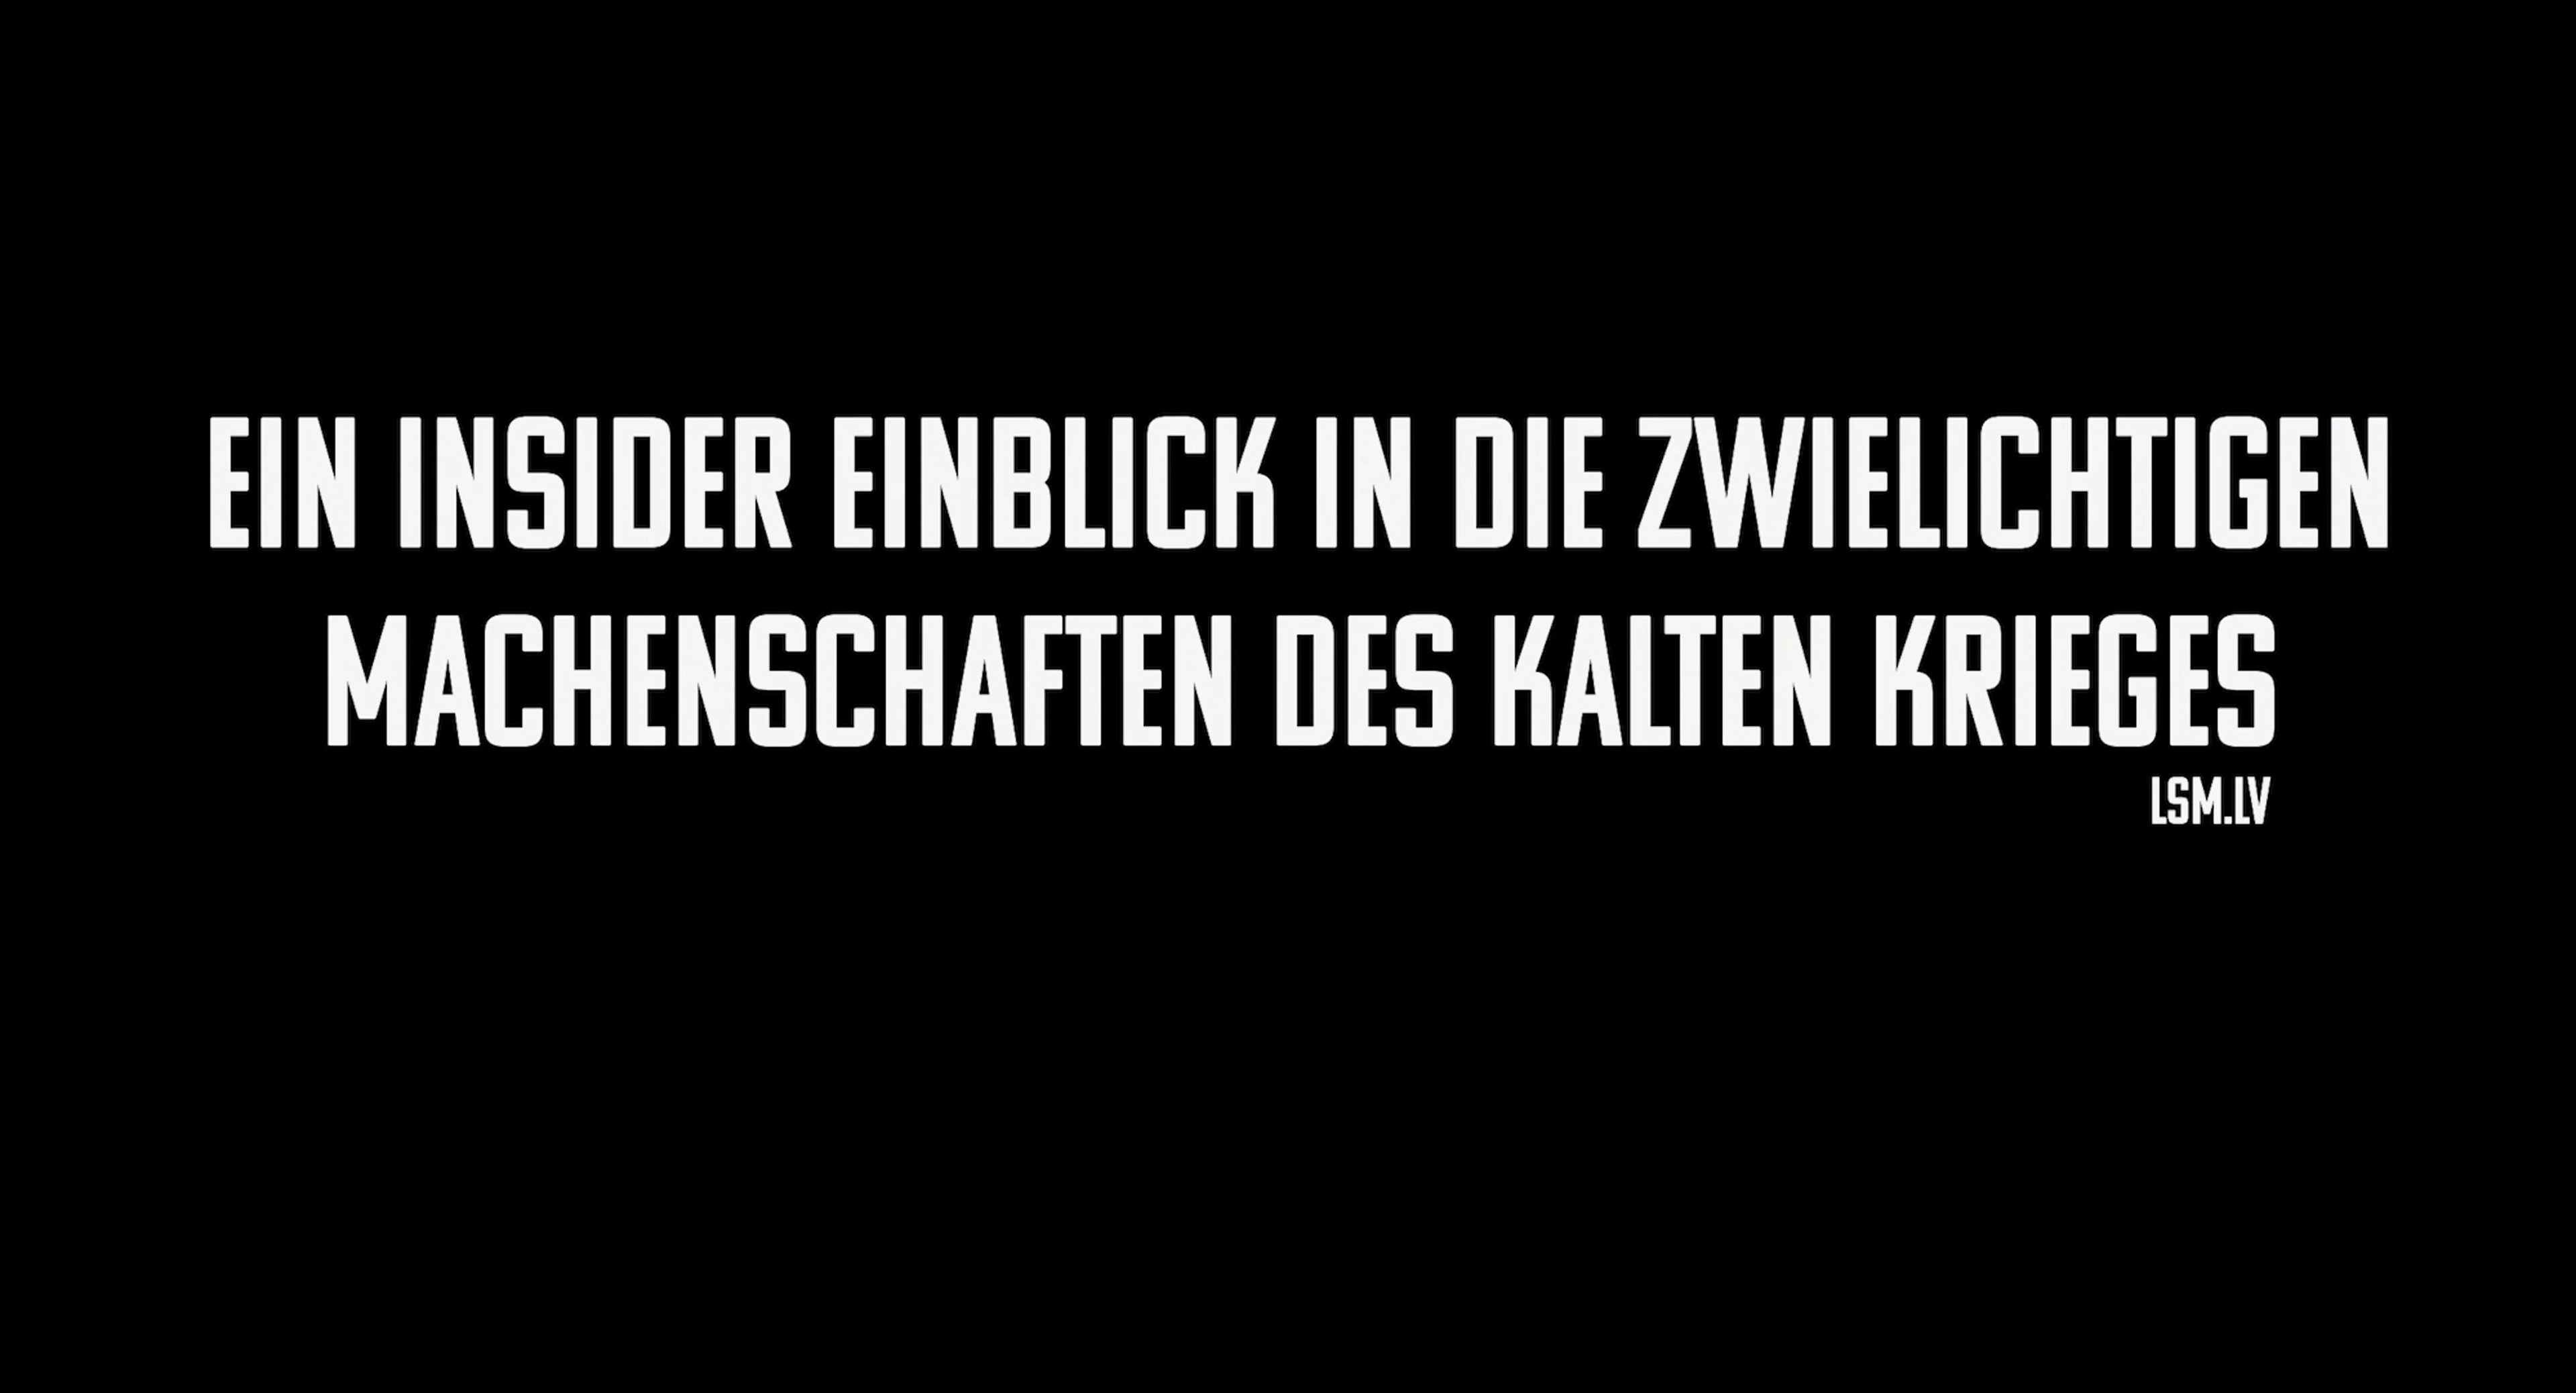 EIN INSIDER EINBLICK IN DIE ZWIELICHTIGEN
MACHENSCHAFTEN DES KALTEN KRIEGES
LSM.LV